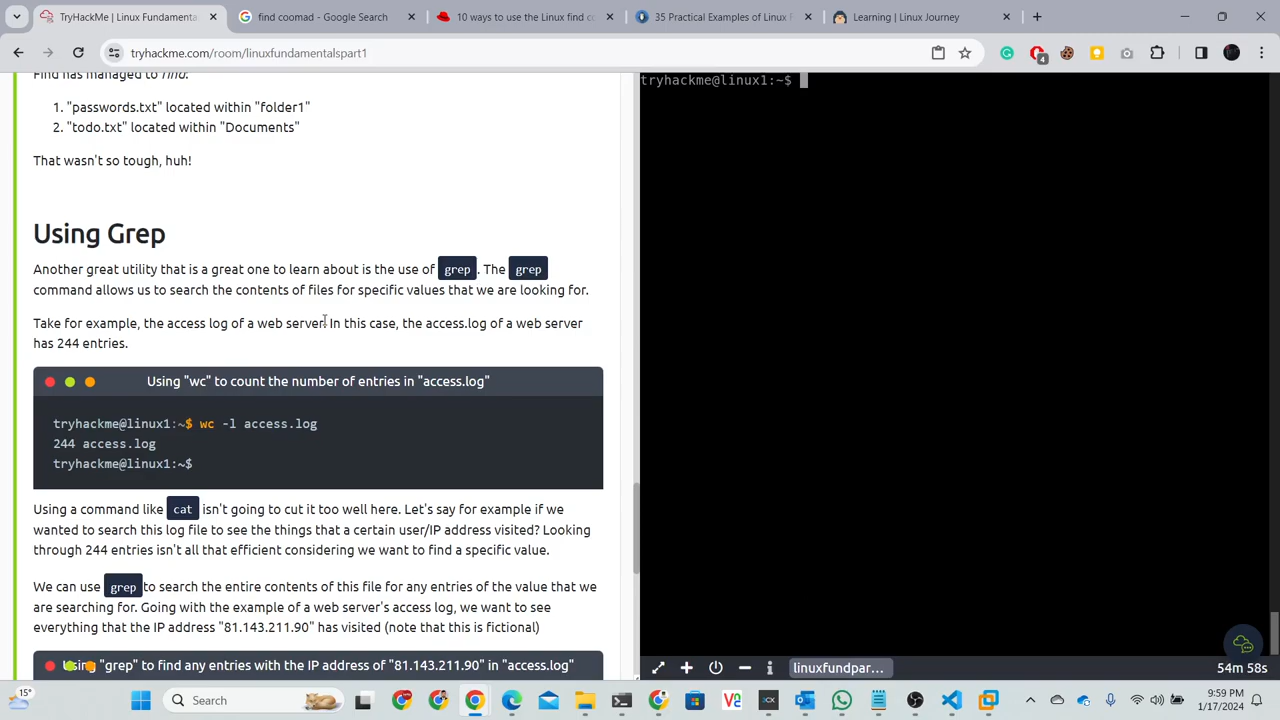 TryHackMe | Linux Fundamenta
find coomad - Google Search
10 ways to use the Linux find co
35 Practical Examples of Linux F
Learning | Linux Journey
tryhackme.com/room/linuxfundamentalspart1
4
Find has managed to find:
1. "passwords.txt" located within "folder1"
2. "todo.txt" located within "Documents"
That wasn't so tough, huh!
Using Grep
Another great utility that is a great one to learn about is the use of grep. The grep
command allows us to search the contents of files for specific values that we are looking for.
Take for example, the access log of a web server. In this case, the access.log of a web server
has 244 entries.
Using "wc" to count the number of entries in "access.log"
tryhackme@linux1:~$ wc -l access.log
244 access.log
tryhackme@linux1:~$
Using a command like cat isn't going to cut it too well here. Let's say for example if we
wanted to search this log file to see the things that a certain user/IP address visited? Looking
through 244 entries isn't all that efficient considering we want to find a specific value.
We can use grep to search the entire contents of this file for any entries of the value that we
are searching for. Going with the example of a web server's access log, we want to see
everything that the IP address "81.143.211.90" has visited (note that this is fictional)
Using "grep" to find any entries with the IP address of "81.143.211.90" in "access.log"
tryhackme@linux1:~$
linuxfundpar...
54m 58s
15°
Search
9:59 PM
1/17/2024